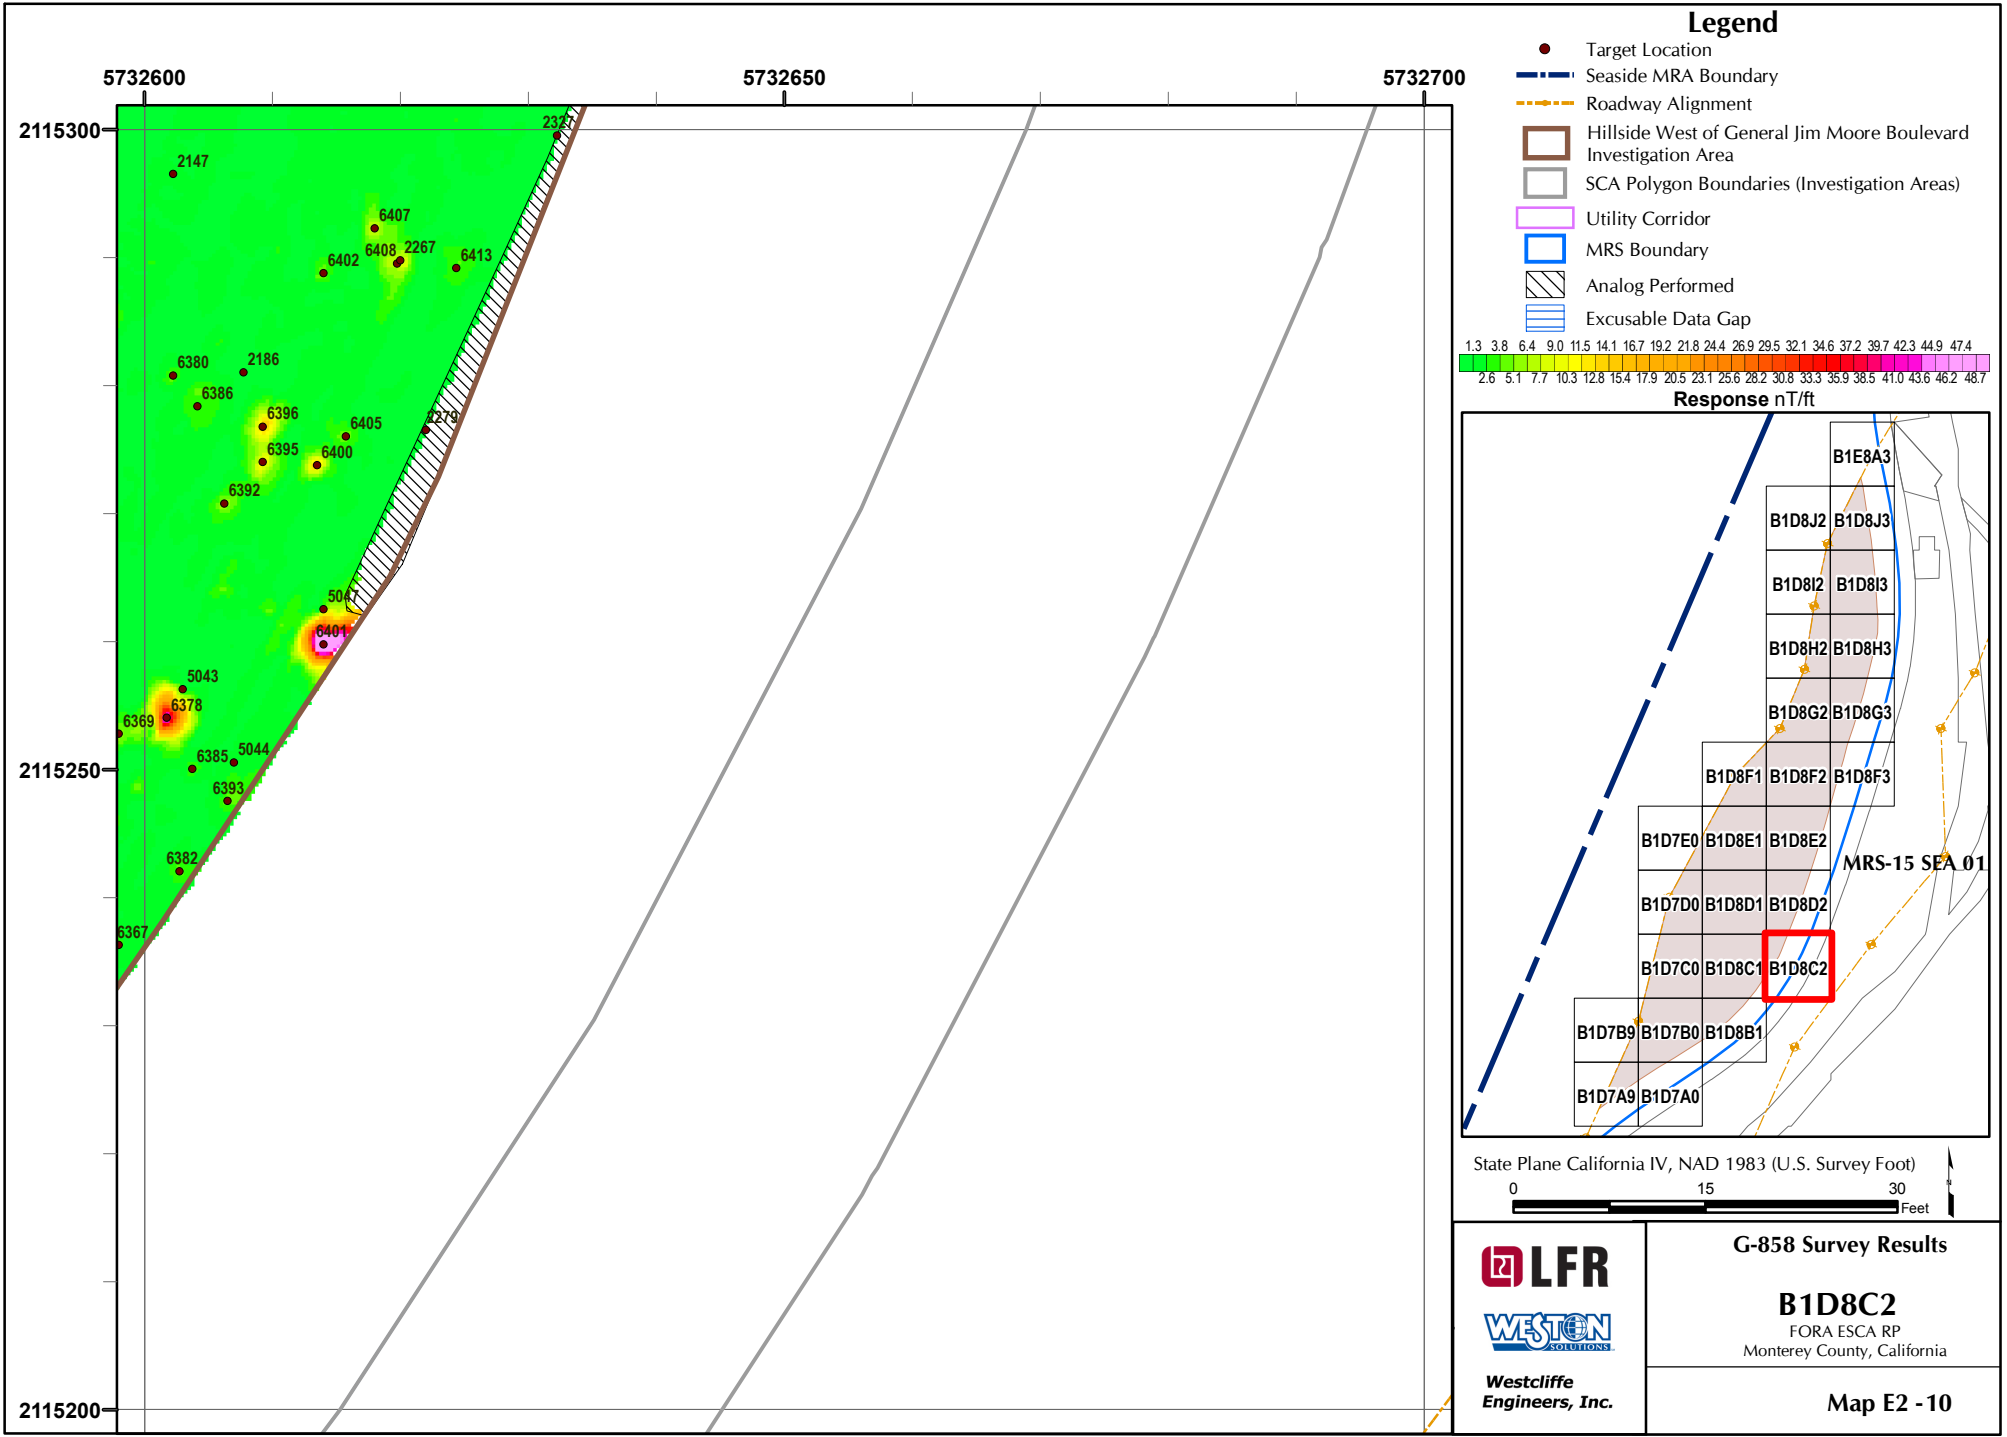 5732600
5732650
5732700
2115300
2115250
2115200
2327
2147
6407
6408
2267
6402
6413
6380
2186
6386
6396
6405
2279
6395
6400
6392
5047
6401
5043
6378
6369
6385
5044
6393
6382
6367
Legend
Target Location
Seaside MRA Boundary
Roadway Alignment
Hillside West of General Jim Moore Boulevard
Investigation Area
SCA Polygon Boundaries (Investigation Areas)
Utility Corridor
MRS Boundary
Analog Performed
Excusable Data Gap
1.3 3.8 6.4 9.0 11.5 14.1 16.7 19.2 21.8 24.4 26.9 29.5 32.1 34.6 37.2 39.7 42.3 44.9 47.4
2.6 5.1 7.7 10.3 12.8 15.4 17.9 20.5 23.1 25.6 28.2 30.8 33.3 35.9 38.5 41.0 43.6 46.2 48.7
Response nT/ft
B1E8A3
B1D8J2 B1D8J3
B1D8I2 B1D8I3
B1D8H2 B1D8H3
B1D8G2 B1D8G3
B1D8F1 B1D8F2 B1D8F3
B1D7E0 B1D8E1 B1D8E2
MRS-15 SEA 01
B1D7D0 B1D8D1 B1D8D2
B1D7C0 B1D8C1 B1D8C2
B1D7B9 B1D7B0 B1D8B1
B1D7A9 B1D7A0
State Plane California IV, NAD 1983 (U.S. Survey Foot)
0 15 30
Feet
N
LFR
WESTON
SOLUTIONS
Westcliffe
Engineers, Inc.
G-858 Survey Results
B1D8C2
FORA ESCA RP
Monterey County, California
Map E2 -10